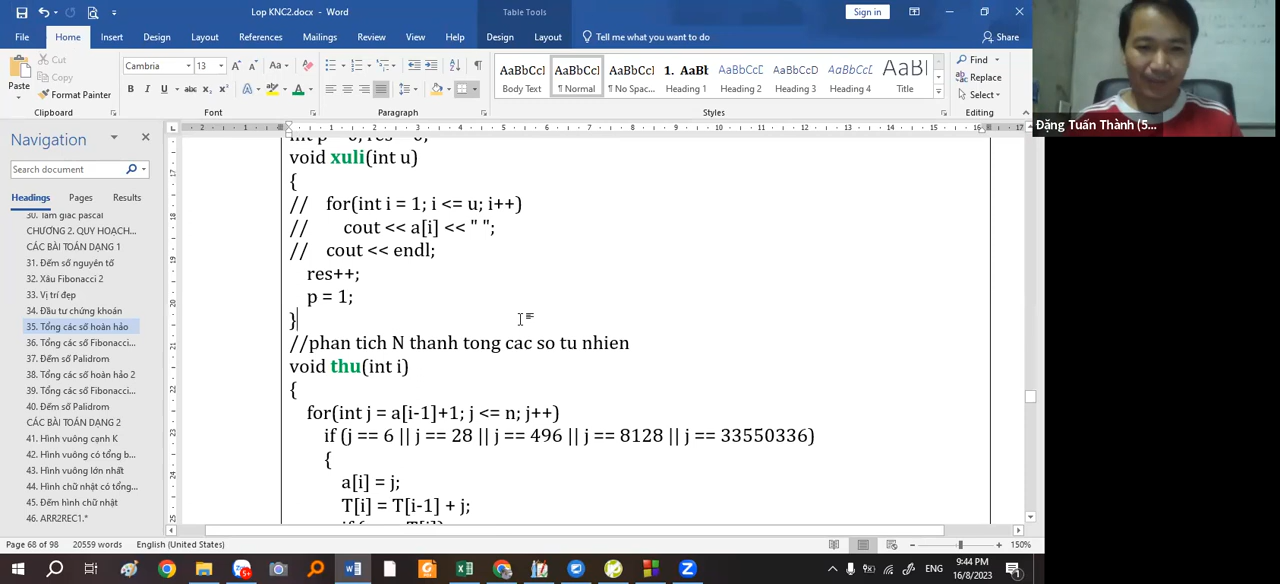 Lop KNC2.docx - Word
Table Tools
Sign in
File
Home
Insert
Design
Layout
References
Mailings
Review
View
Help
Design
Layout
Tell me what you want to do
Share
Paste
Cut
Copy
Format Painter
Clipboard
Cambria
13
Font
Paragraph
AaBbCcI
Body Text
AaBbCcI
¶ Normal
AaBbCcI
¶ No Spac...
1. AaBb
Heading 1
AaBbCcI
Heading 2
AaBbCcD
Heading 3
AaBbCcI
Heading 4
AaBI
Title
Styles
Find
Replace
Select
Editing
Đặng Tuấn Thành (5...
Navigation
Search document
Headings
Pages
Results
30. Tam giác pascal
CHƯƠNG 2. QUY HOẠCH...
CÁC BÀI TOÁN DẠNG 1
31. Đếm số nguyên tố
32. Xâu Fibonacci 2
33. Vị trí đẹp
34. Đầu tư chứng khoán
35. Tổng các số hoàn hảo
36. Tổng các số Fibonacci...
37. Đếm số Palidrom
38. Tổng các số hoàn hảo 2
39. Tổng các số Fibonacci...
40. Đếm số Palidrom
CÁC BÀI TOÁN DẠNG 2
41. Hình vuông cạnh K
42. Hình vuông có tổng b...
43. Hình vuông lớn nhất
44. Hình chữ nhật có tổng...
45. Đếm hình chữ nhật
46. ARR2REC1.*
void xuli(int u)
{
// for(int i = 1; i <= u; i++)
// cout << a[i] << " ";
// cout << endl;
res++;
p = 1;
}
//phan tich N thanh tong cac so tu nhien
void thu(int i)
{
for(int j = a[i-1]+1; j <= n; j++)
if (j == 6 || j == 28 || j == 496 || j == 8128 || j == 33550336)
{
a[i] = j;
T[i] = T[i-1] + j;
Page 68 of 98
20559 words
English (United States)
150%
ENG
9:44 PM
16/8/2023